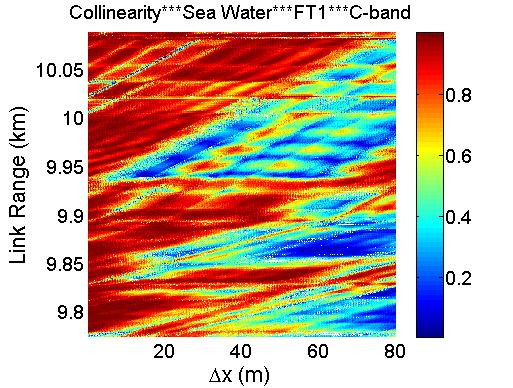 Collinearity***Sea Water***FT1***C-band
Link Range (km)
10.05
10
9.95
9.9
9.85
9.8
20 40 60 80
Δx (m)
0.8
0.6
0.4
0.2